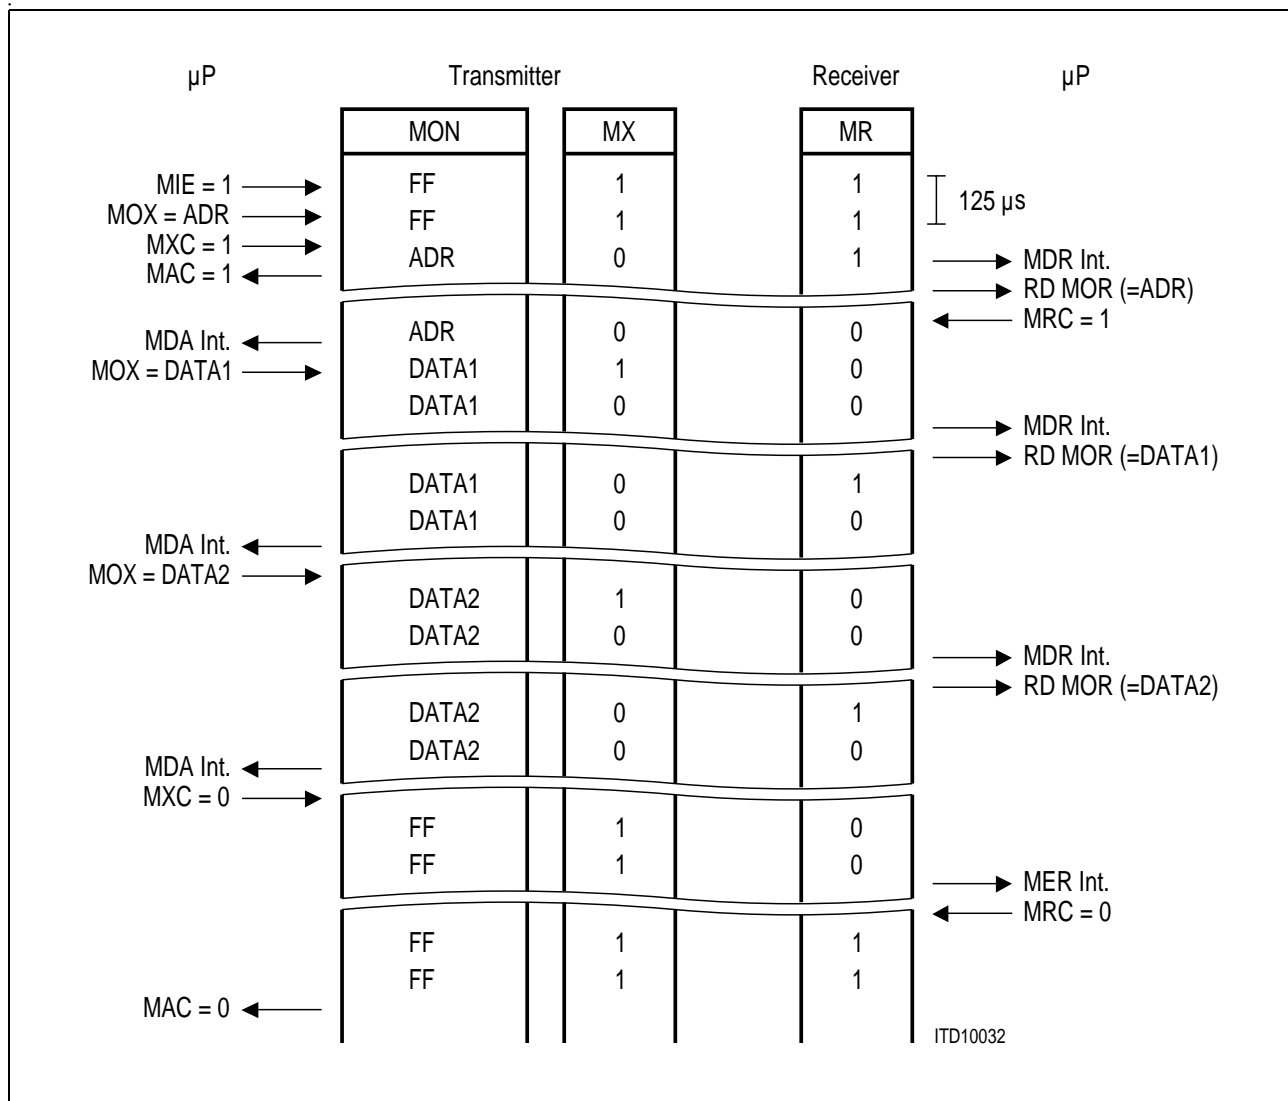 µP Transmitter Receiver µP
MON MX MR
MIE = 1 FF 1 1 125 µs
MOX = ADR FF 1 1
MXC = 1 ADR 0 1 MDR Int.
MAC = 1 RD MOR (=ADR)
MRC = 1
MDA Int. ADR 0 0
MOX = DATA1 DATA1 1 0
DATA1 0 0
MDR Int.
RD MOR (=DATA1)
DATA1 0 1
DATA1 0 0
MDA Int.
MOX = DATA2
DATA2 1 0
DATA2 0 0
MDR Int.
RD MOR (=DATA2)
DATA2 0 1
DATA2 0 0
MDA Int.
MXC = 0
FF 1 0
FF 1 0
MER Int.
MRC = 0
FF 1 1
FF 1 1
MAC = 0
ITD10032